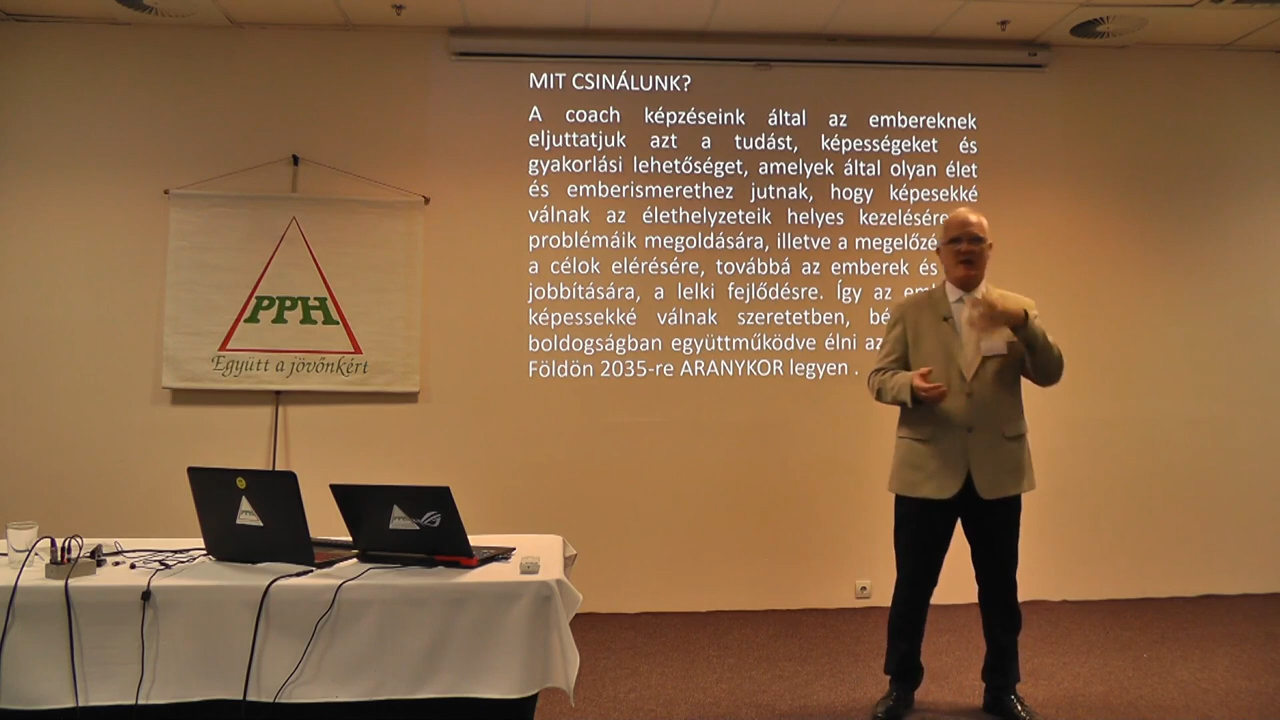 MIT CSINÁLUNK?
A coach képzéseink által az embereknek
eljuttatjuk azt a tudást, képességeket és
gyakorlási lehetőséget, amelyek által olyan élet
és emberismerethez jutnak, hogy képesekké
válnak az élethelyzeteik helyes kezelésére
problémáik megoldására, illetve a
a célok elérésére, továbbá az emberek és
jobbítására, a lelki fejlődésre. Így az
képessekké válnak szeretetben,
boldogságban együttműködve élni
Földön 2035-re ARANYKOR legyen .
PPH
Együtt a jövőnkért